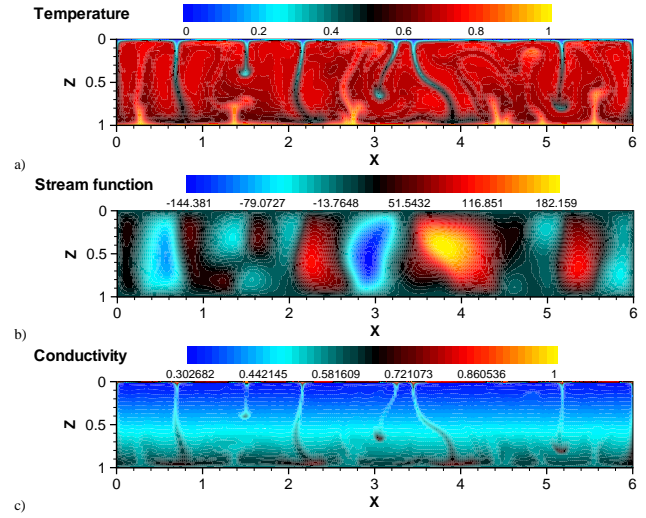 Temperature
0 0.2 0.4 0.6 0.8 1
0
0.5
1
Z
0 1 2 3 4 5 6
X
a)
Stream function
-144.381 -79.0727 -13.7648 51.5432 116.851 182.159
0
0.5
1
Z
0 1 2 3 4 5 6
X
b)
Conductivity
0.302682 0.442145 0.581609 0.721073 0.860536 1
0
0.5
1
Z
0 1 2 3 4 5 6
X
c)